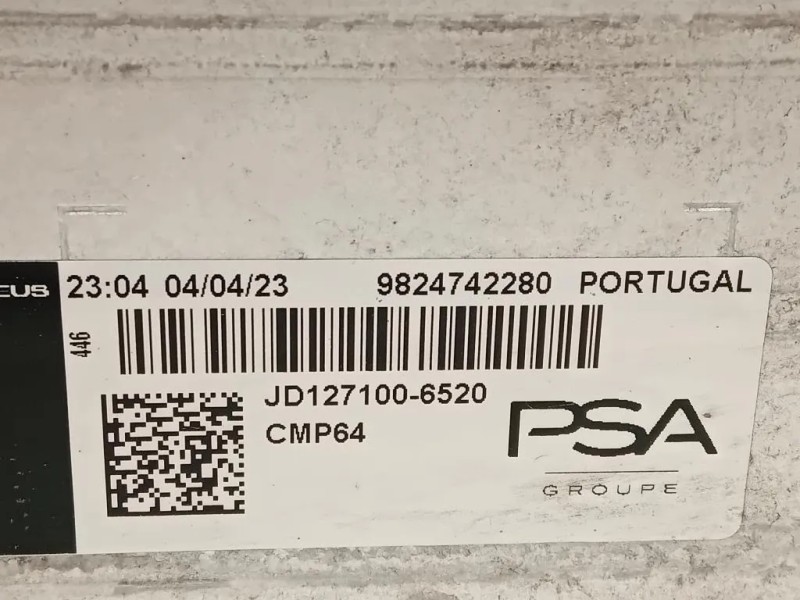 23:04 04/04/23 9824742280 PORTUGAL
446
JD127100-6520
CMP64
PSA
GROUPE